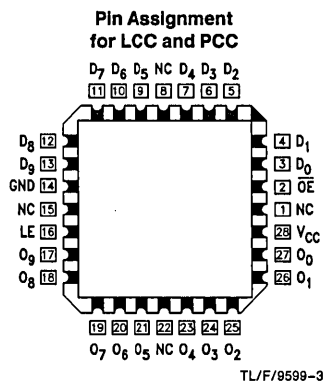 Pin Assignment
for LCC and PCC
D7 D6 D5 NC D4 D3 D2
11 10 9 8 7 6 5
D8 12
D9 13
GND 14
NC 15
LE 16
O9 17
O8 18
4 D1
3 D0
2 O̅E̅
1 NC
28 VCC
27 O0
26 O1
19 20 21 22 23 24 25
O7 O6 O5 NC O4 O3 O2
TL/F/9599-3